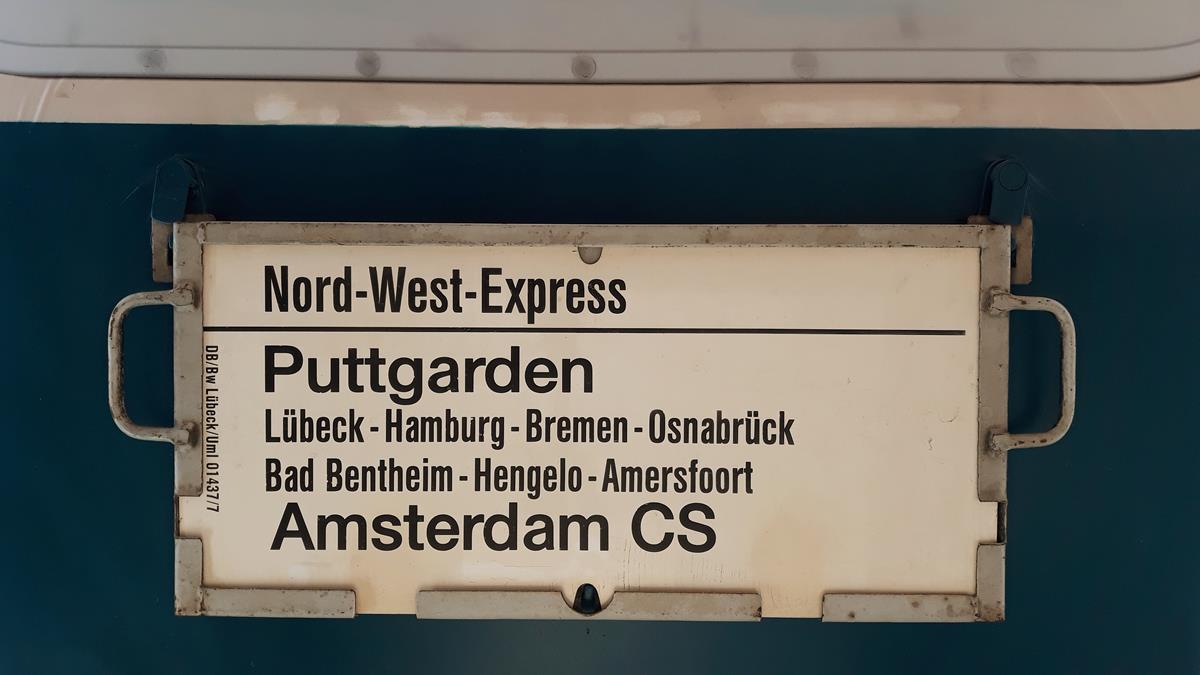 Nord-West-Express
Puttgarden
Lübeck - Hamburg - Bremen - Osnabrück
Bad Bentheim - Hengelo - Amersfoort
Amsterdam CS
DB/Bw Lübeck/Uml 01437/7